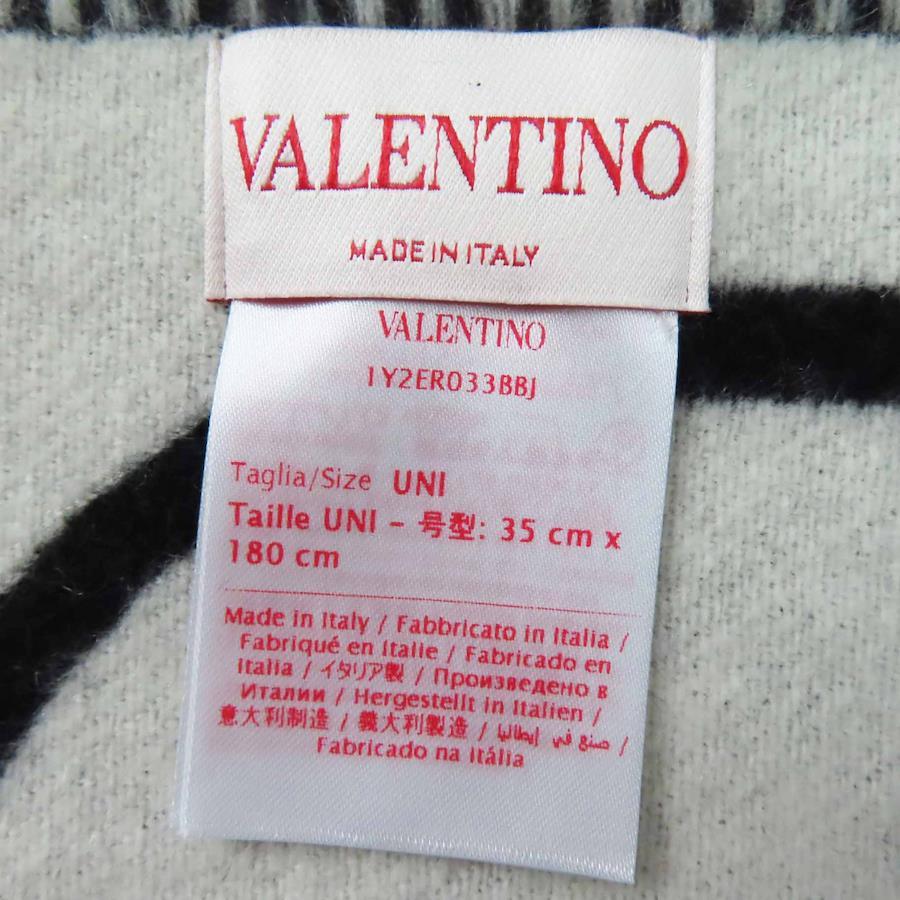 VALENTINO
MADE IN ITALY
VALENTINO
1Y2ER033BBJ
Taglia/Size UNI
Taille UNI - 号型: 35 cm x
180 cm
Made in Italy / Fabbricato in Italia /
Fabriqué en Italie / Fabricado en
Italia / イタリア製 / Произведено в
Италии / Hergestellt in Italien /
意大利制造 / 義大利製造 / صنع في إيطاليا /
Fabricado na Itália